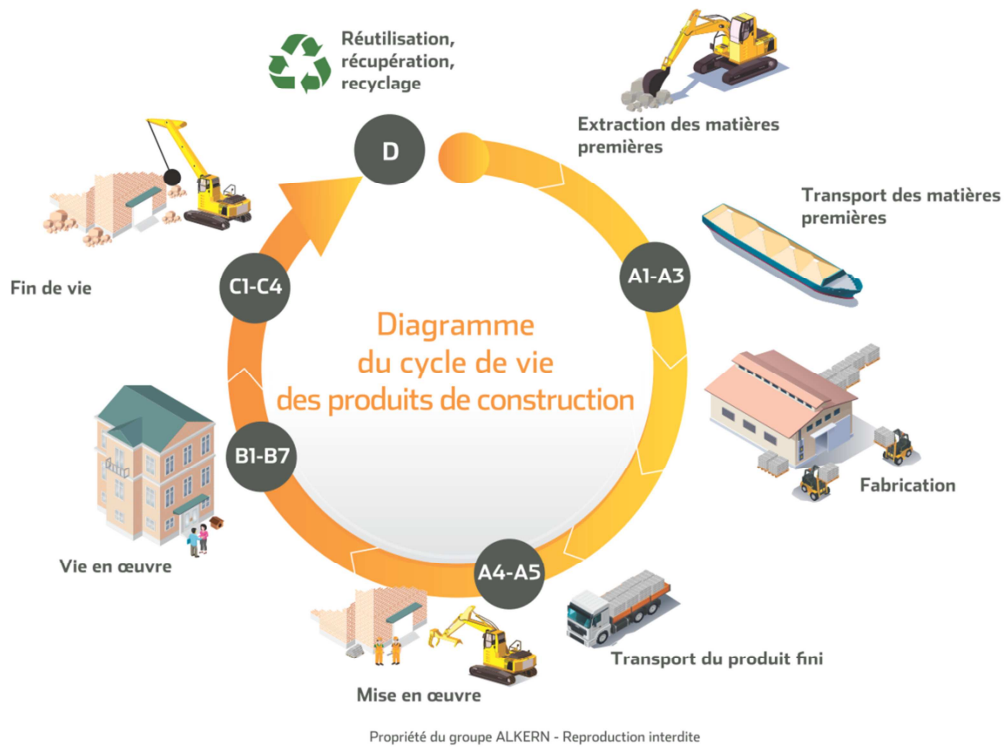 Réutilisation,
récupération,
recyclage
D
Extraction des matières
premières
Transport des matières
premières
A1-A3
Fabrication
A4-A5
Transport du produit fini
Mise en œuvre
B1-B7
Vie en œuvre
C1-C4
Fin de vie
Diagramme
du cycle de vie
des produits de construction
Propriété du groupe ALKERN - Reproduction interdite